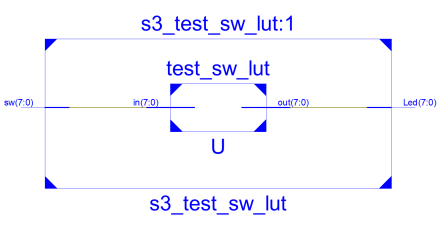 s3_test_sw_lut:1
test_sw_lut
sw(7:0)
in(7:0)
out(7:0)
Led(7:0)
U
s3_test_sw_lut